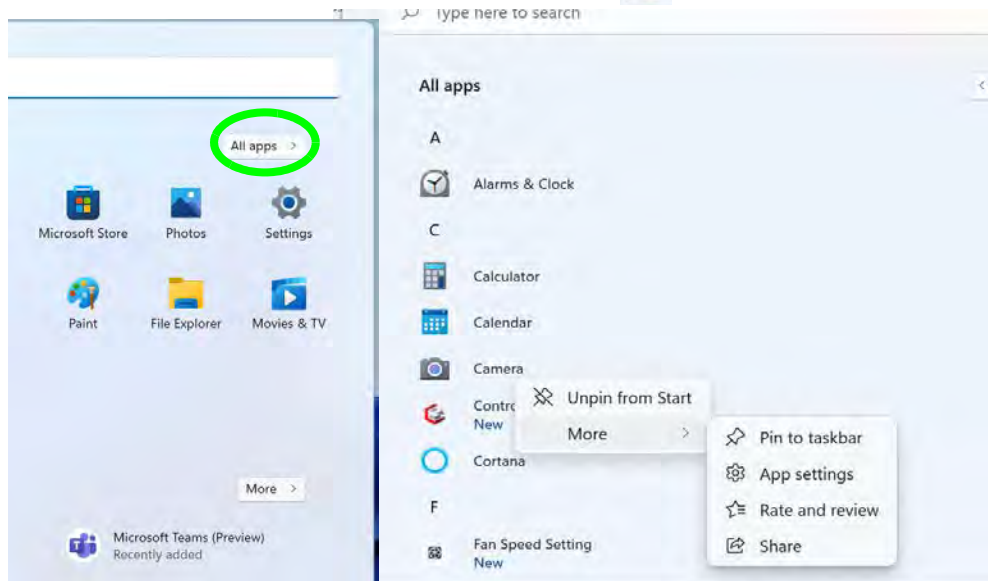 All apps >
Microsoft Store
Photos
Settings
Paint
File Explorer
Movies & TV
More >
Microsoft Teams (Preview)
Recently added
Type here to search
All apps
<
A
Alarms & Clock
C
Calculator
Calendar
Camera
Unpin from Start
Contro
New
More >
Pin to taskbar
Cortana
App settings
F
Rate and review
Fan Speed Setting
Share
New